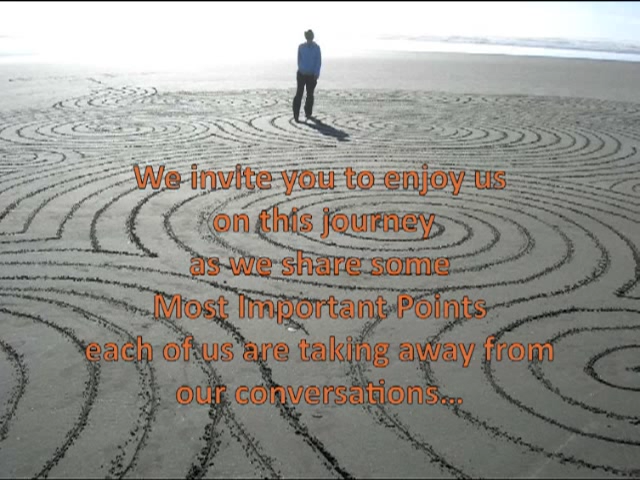 We invite you to enjoy us
on this journey
as we share some
Most Important Points
each of us are taking away from
our conversations...